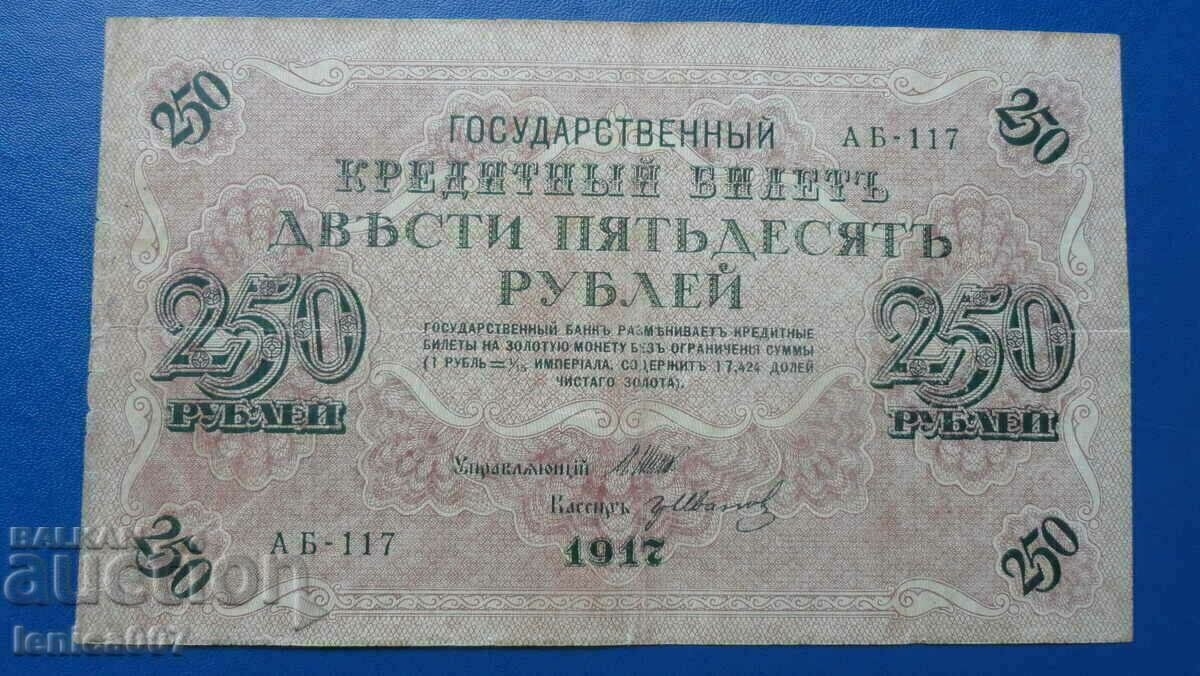 250
250
ГОСУДАРСТВЕННЫЙ
АБ-117
КРЕДИТНЫЙ БИЛЕТЪ
ДВѢСТИ ПЯТЬДЕСЯТЪ
РУБЛЕЙ
250
РУБЛЕЙ
250
РУБЛЕЙ
ГОСУДАРСТВЕННЫЙ БАНКЪ РАЗМѢНИВАЕТЪ КРЕДИТНЫЕ
БИЛЕТЫ НА ЗОЛОТУЮ МОНЕТУ БЕЗЪ ОГРАНИЧЕНІЯ СУММЫ
(1 РУБЛЬ = 1/15 ИМПЕРІАЛА, СОДЕРЖИТЪ 17,424 ДОЛЕЙ
ЧИСТАГО ЗОЛОТА).
Управляющій
Кассиръ Иванов
АБ-117
1917
250
250
BALKAN
auction
lenica007